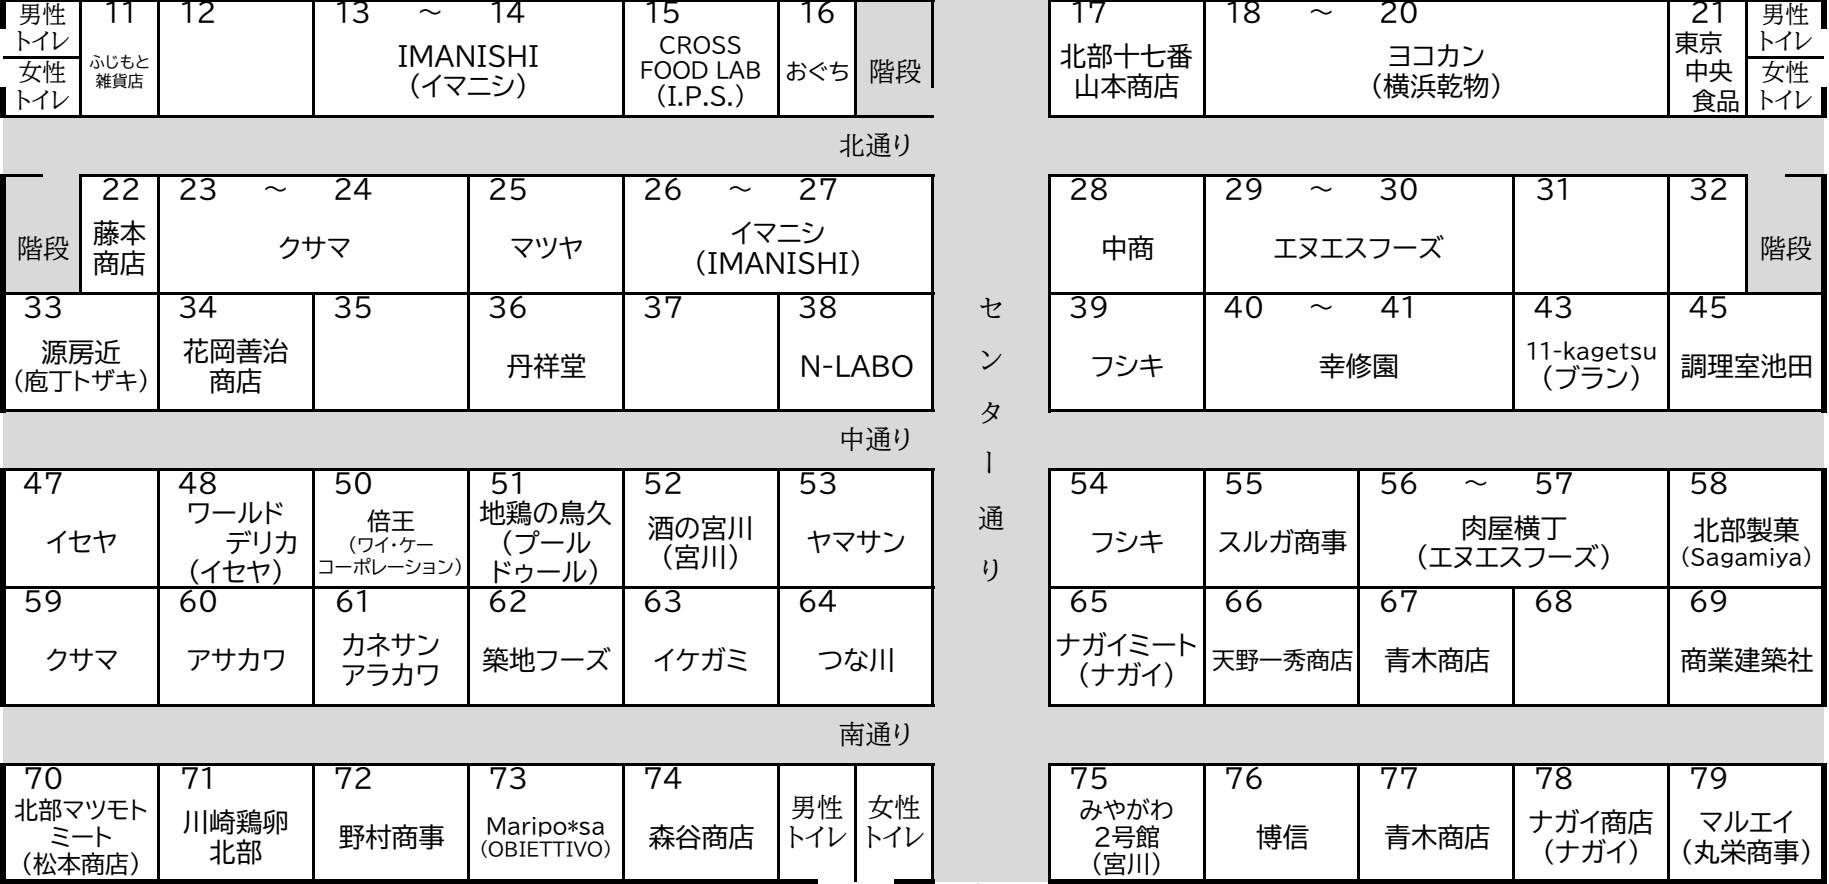 男性
トイレ
女性
トイレ
11
ふじもと
雑貨店
12
13 ～ 14
IMANISHI
（イマニシ）
15
CROSS
FOOD LAB
（I.P.S.）
16
おぐち
階段
17
北部十七番
山本商店
18 ～ 20
ヨコカン
（横浜乾物）
21
東京
中央
食品
男性
トイレ
女性
トイレ
北通り
階段
22
藤本
商店
23 ～ 24
クサマ
25
マツヤ
26 ～ 27
イマニシ
（IMANISHI）
28
中商
29 ～ 30
エヌエスフーズ
31
32
階段
33
源房近
（庖丁トザキ）
34
花岡善治
商店
35
36
丹祥堂
37
38
N-LABO
39
フシキ
40 ～ 41
幸修園
43
11-kagetsu
（ブラン）
45
調理室池田
センター通り
中通り
47
イセヤ
48
ワールド
デリカ
（イセヤ）
50
倍王
（ワイ・ケー
コーポレーション）
51
地鶏の鳥久
（プール
ドゥール）
52
酒の宮川
（宮川）
53
ヤマサン
54
フシキ
55
スルガ商事
56 ～ 57
肉屋横丁
（エヌエスフーズ）
58
北部製菓
（Sagamiya）
59
クサマ
60
アサカワ
61
カネサン
アラカワ
62
築地フーズ
63
イケガミ
64
つな川
65
ナガイミート
（ナガイ）
66
天野一秀商店
67
青木商店
68
69
商業建築社
南通り
70
北部マツモト
ミート
（松本商店）
71
川崎鶏卵
北部
72
野村商事
73
Maripo*sa
（OBIETTIVO）
74
森谷商店
男性
トイレ
女性
トイレ
75
みやがわ
2号館
（宮川）
76
博信
77
青木商店
78
ナガイ商店
（ナガイ）
79
マルエイ
（丸栄商事）